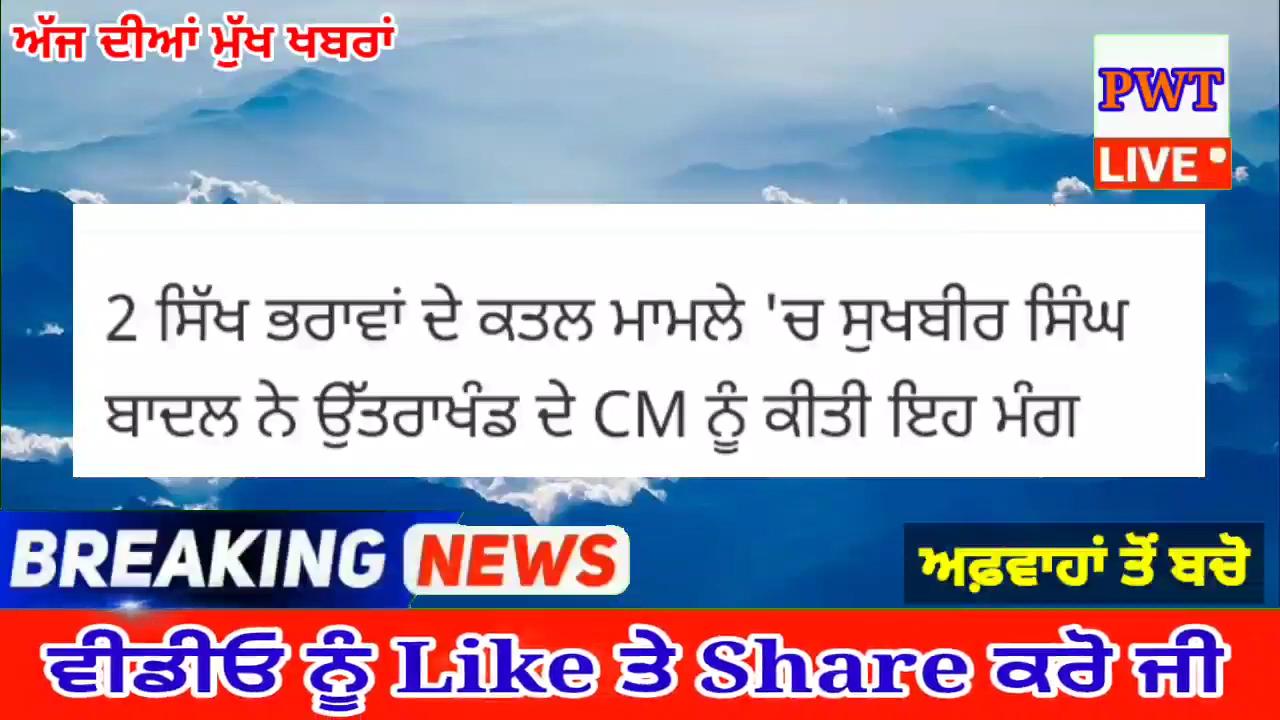 ਅੱਜ ਦੀਆਂ ਮੁੱਖ ਖਬਰਾਂ
PWT
LIVE
2 ਸਿੱਖ ਭਰਾਵਾਂ ਦੇ ਕਤਲ ਮਾਮਲੇ 'ਚ ਸੁਖਬੀਰ ਸਿੰਘ
ਬਾਦਲ ਨੇ ਉੱਤਰਾਖੰਡ ਦੇ CM ਨੂੰ ਕੀਤੀ ਇਹ ਮੰਗ
BREAKING NEWS
ਅਫ਼ਵਾਹਾਂ ਤੋਂ ਬਚੋ
ਵੀਡੀਓ ਨੂੰ Like ਤੇ Share ਕਰੋ ਜੀ